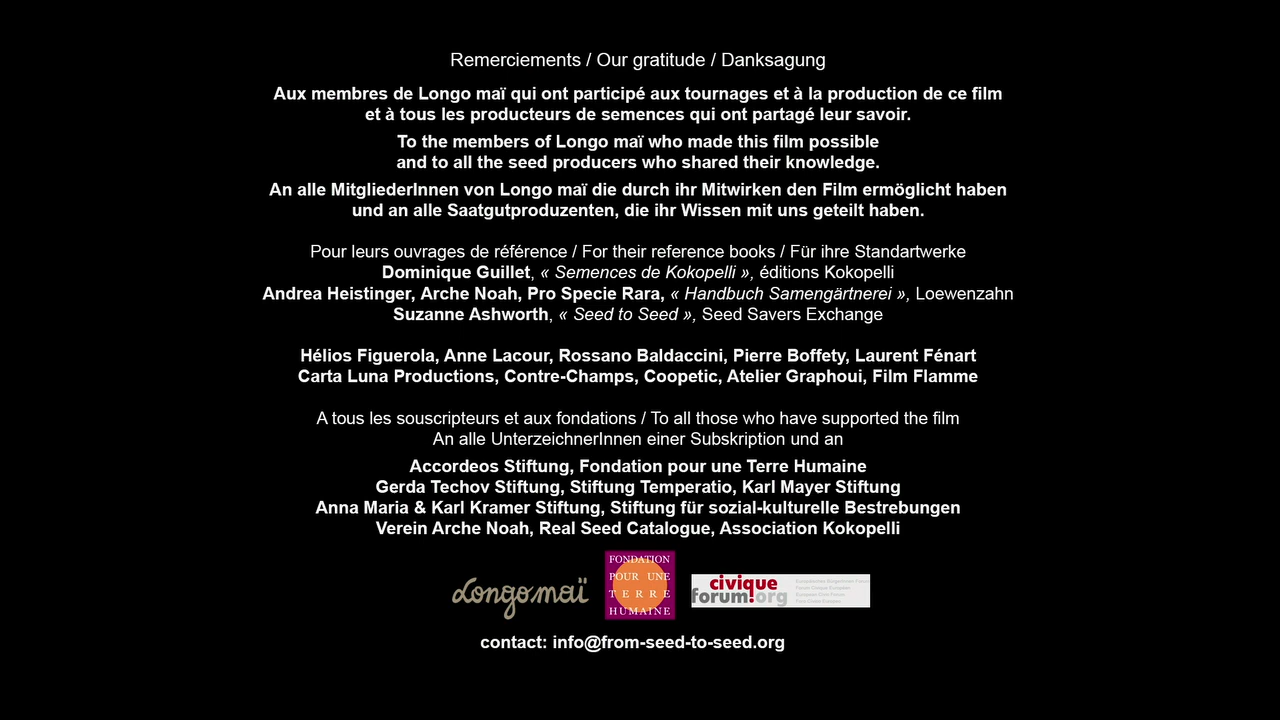 Remerciements / Our gratitude / Danksagung
Aux membres de Longo maï qui ont participé aux tournages et à la production de ce film
et à tous les producteurs de semences qui ont partagé leur savoir.
To the members of Longo maï who made this film possible
and to all the seed producers who shared their knowledge.
An alle MitgliederInnen von Longo maï die durch ihr Mitwirken den Film ermöglicht haben
und an alle Saatgutproduzenten, die ihr Wissen mit uns geteilt haben.
Pour leurs ouvrages de référence / For their reference books / Für ihre Standartwerke
Dominique Guillet, « Semences de Kokopelli », éditions Kokopelli
Andrea Heistinger, Arche Noah, Pro Specie Rara, « Handbuch Samengärtnerei », Loewenzahn
Suzanne Ashworth, « Seed to Seed », Seed Savers Exchange
Hélios Figuerola, Anne Lacour, Rossano Baldaccini, Pierre Boffety, Laurent Fénart
Carta Luna Productions, Contre-Champs, Coopetic, Atelier Graphoui, Film Flamme
A tous les souscripteurs et aux fondations / To all those who have supported the film
An alle UnterzeichnerInnen einer Subskription und an
Accordeos Stiftung, Fondation pour une Terre Humaine
Gerda Techov Stiftung, Stiftung Temperatio, Karl Mayer Stiftung
Anna Maria & Karl Kramer Stiftung, Stiftung für sozial-kulturelle Bestrebungen
Verein Arche Noah, Real Seed Catalogue, Association Kokopelli
Longo maï
FONDATION
POUR UNE
TERRE
HUMAINE
civique
forum!org
Europäisches BürgerInnen Forum
Forum Civique Européen
European Civic Forum
contact: info@from-seed-to-seed.org